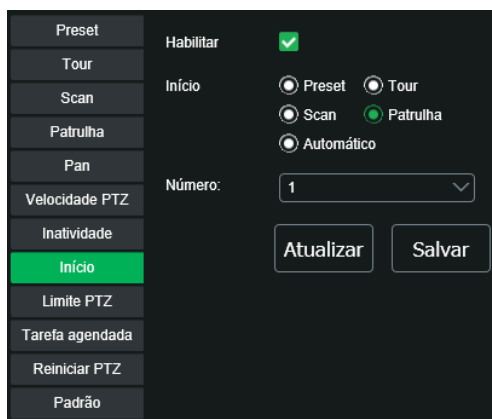 Preset
Tour
Scan
Patrulha
Pan
Velocidade PTZ
Inatividade
Início
Limite PTZ
Tarefa agendada
Reiniciar PTZ
Padrão
Habilitar
Início
Preset Tour
Scan Patrulha
Automático
Número: 1
Atualizar Salvar